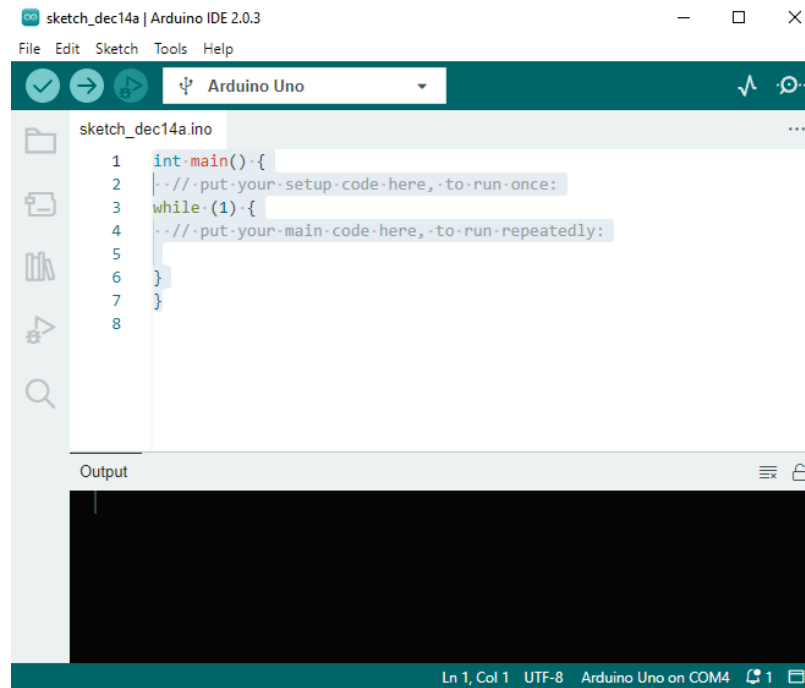 sketch_dec14a | Arduino IDE 2.0.3
File Edit Sketch Tools Help
Arduino Uno
sketch_dec14a.ino
1 int·main()·{
2 ··//·put·your·setup·code·here,·to·run·once:
3 while·(1)·{
4 ··//·put·your·main·code·here,·to·run·repeatedly:
5
6 }
7 }
8
Output
Ln 1, Col 1 UTF-8 Arduino Uno on COM4 1